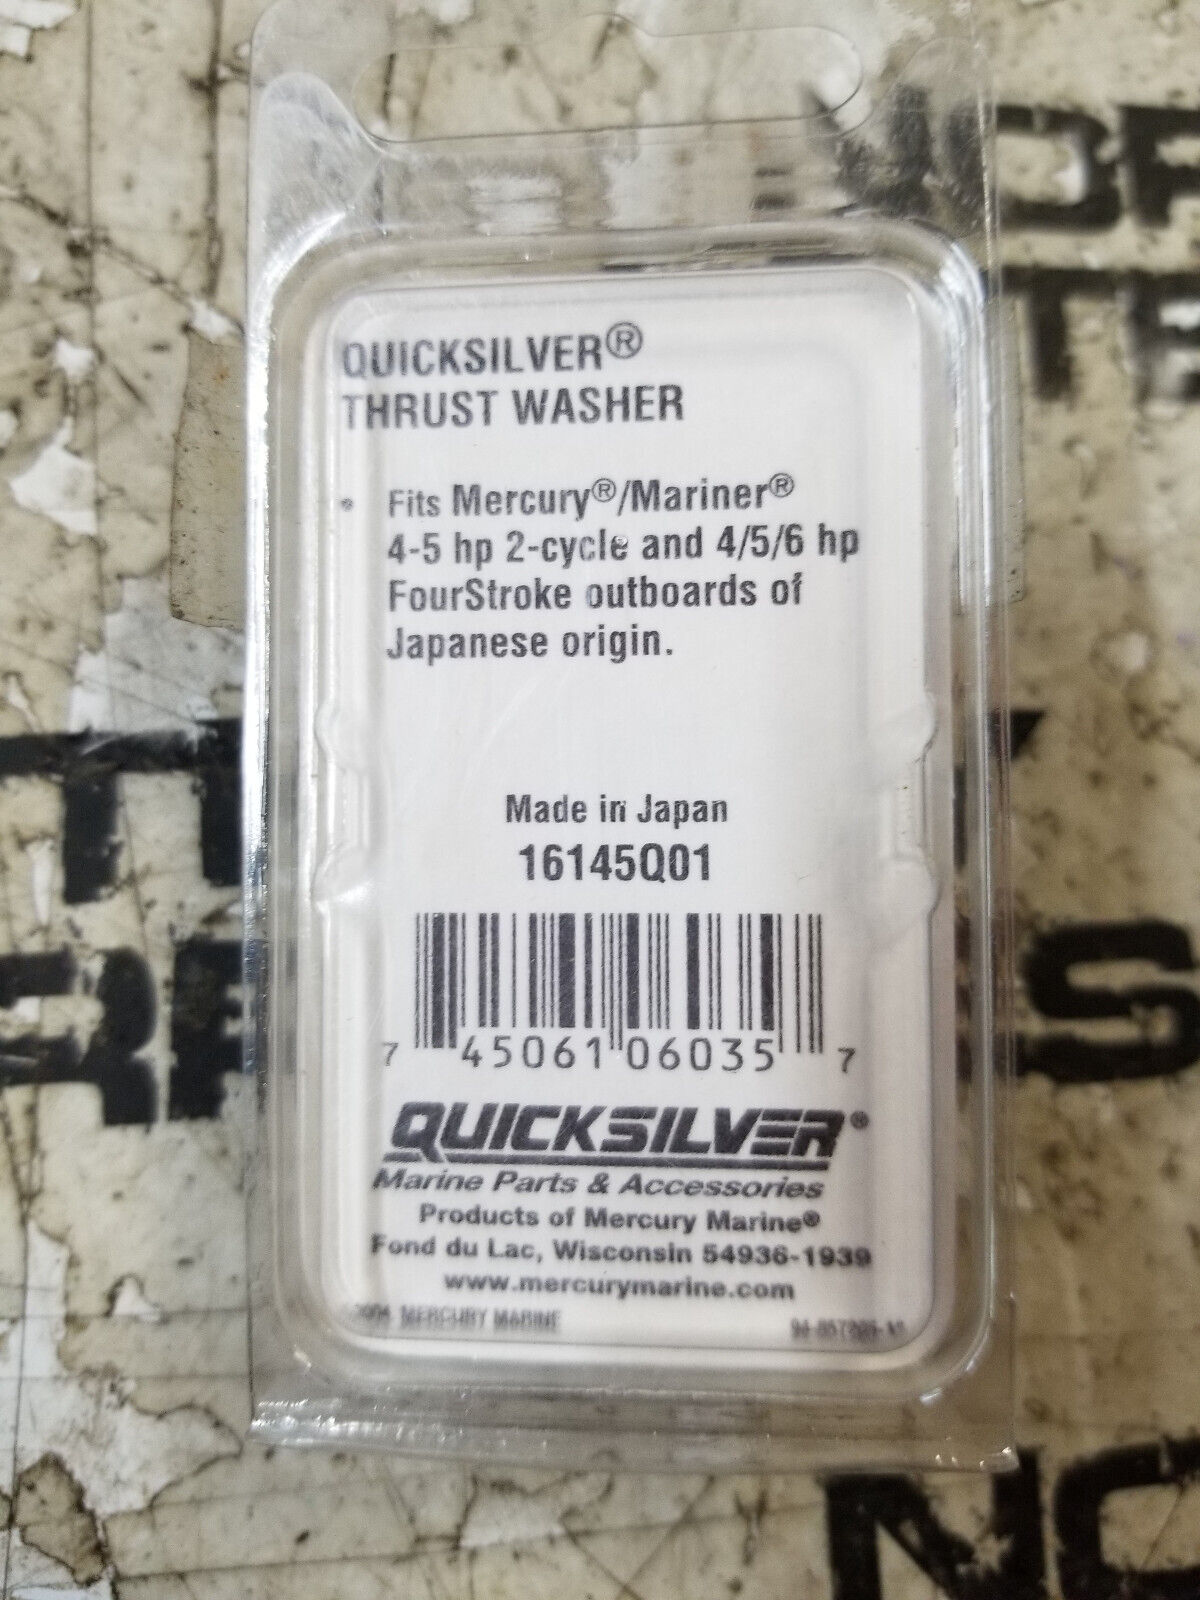 QUICKSILVER®
THRUST WASHER
• Fits Mercury®/Mariner®
4-5 hp 2-cycle and 4/5/6 hp
FourStroke outboards of
Japanese origin.
Made in Japan
16145Q01
7 45061 06035 7
QUICKSILVER®
Marine Parts & Accessories
Products of Mercury Marine®
Fond du Lac, Wisconsin 54936-1939
www.mercurymarine.com
MERCURY MARINE